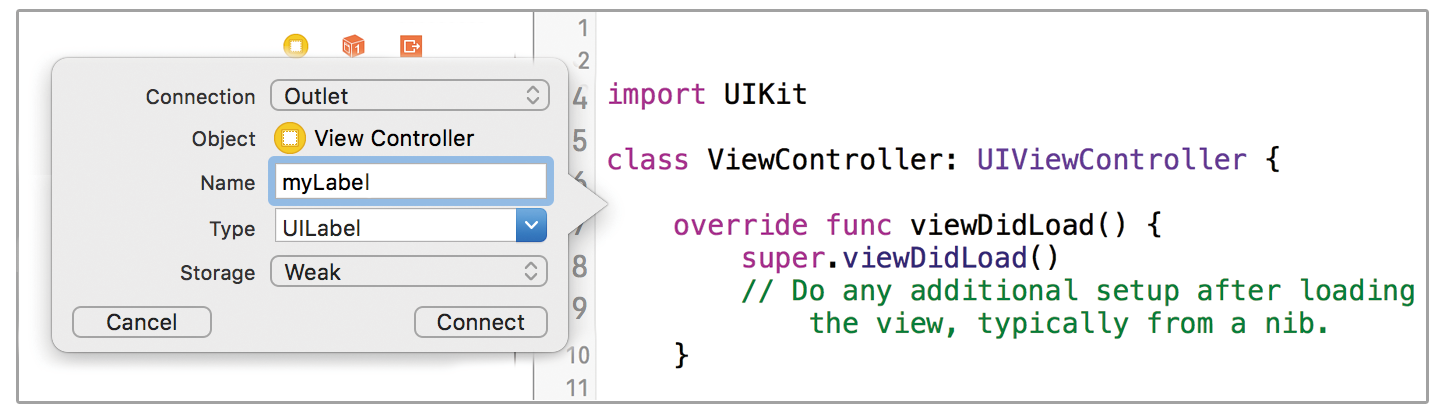 Connection Outlet
Object View Controller
Name myLabel
Type UILabel
Storage Weak
Cancel Connect
1
2
4 import UIKit
5 class ViewController: UIViewController {
6
7 override func viewDidLoad() {
8 super.viewDidLoad()
// Do any additional setup after loading
9 the view, typically from a nib.
10 }
11